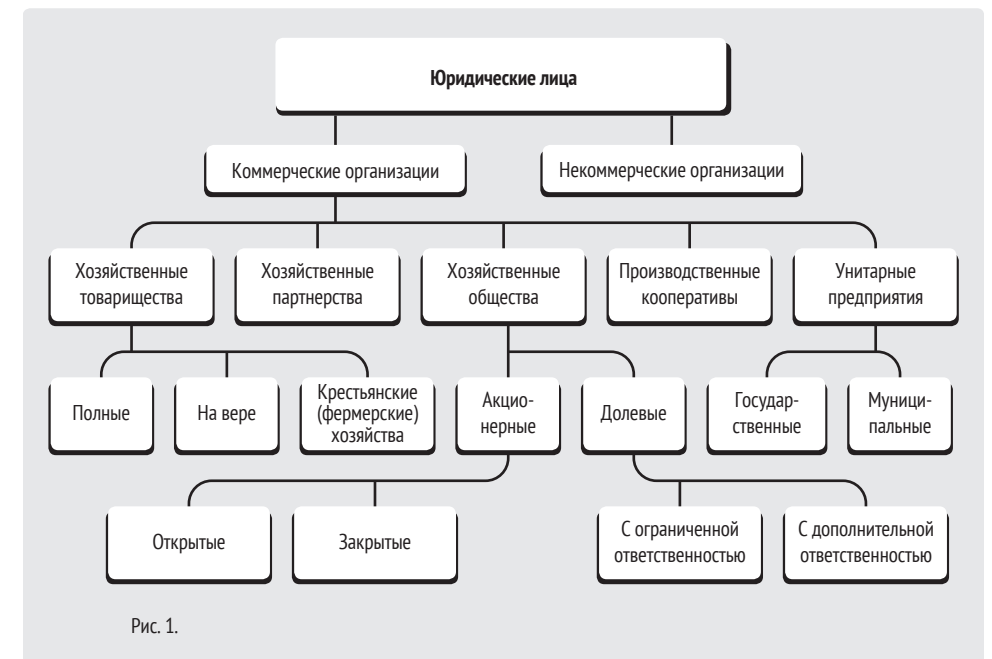 Юридические лица
Коммерческие организации
Некоммерческие организации
Хозяйственные
товарищества
Хозяйственные
партнерства
Хозяйственные
общества
Производственные
кооперативы
Унитарные
предприятия
Полные
На вере
Крестьянские
(фермерские)
хозяйства
Акцио-
нерные
Долевые
Государ-
ственные
Муници-
пальные
Открытые
Закрытые
С ограниченной
ответственностью
С дополнительной
ответственностью
Рис. 1.